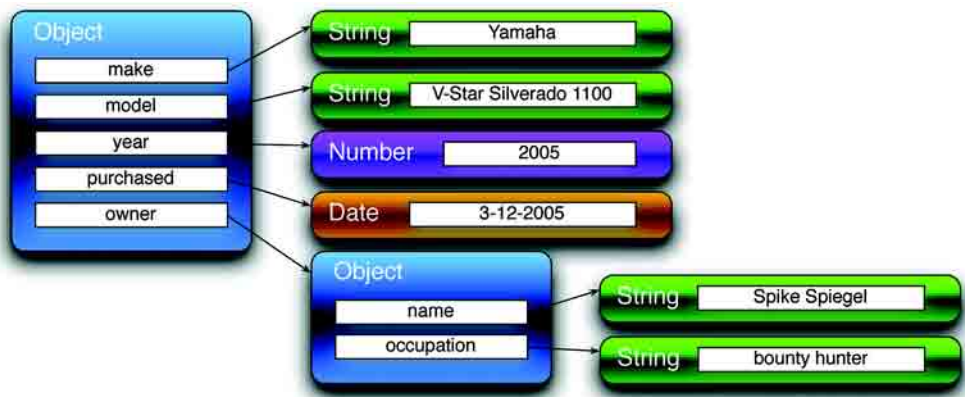 Object
make
model
year
purchased
owner
String Yamaha
String V-Star Silverado 1100
Number 2005
Date 3-12-2005
Object
name
occupation
String Spike Spiegel
String bounty hunter